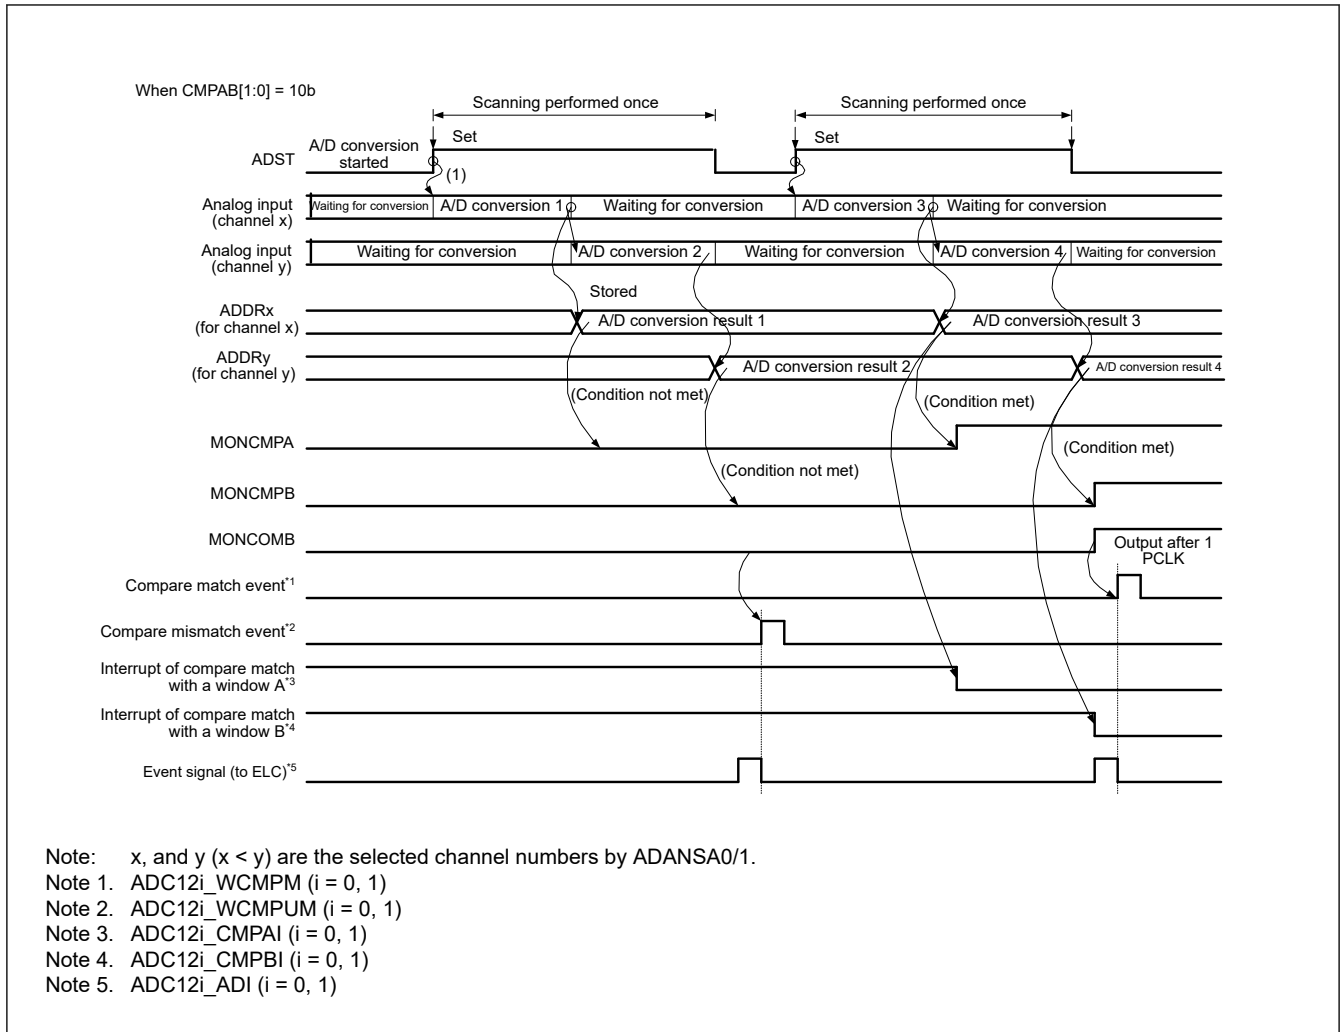 When CMPAB[1:0] = 10b
Scanning performed once
Scanning performed once
A/D conversion
started
Set
Set
ADST
(1)
Analog input
(channel x)
Waiting for conversion
A/D conversion 1
Waiting for conversion
A/D conversion 3
Waiting for conversion
Analog input
(channel y)
Waiting for conversion
A/D conversion 2
Waiting for conversion
A/D conversion 4
Waiting for conversion
Stored
ADDRx
(for channel x)
A/D conversion result 1
A/D conversion result 3
ADDRy
(for channel y)
A/D conversion result 2
A/D conversion result 4
(Condition not met)
(Condition met)
MONCMPA
(Condition met)
(Condition not met)
MONCMPB
MONCOMB
Output after 1
PCLK
Compare match event*1
Compare mismatch event*2
Interrupt of compare match
with a window A*3
Interrupt of compare match
with a window B*4
Event signal (to ELC)*5
Note: x, and y (x < y) are the selected channel numbers by ADANSA0/1.
Note 1. ADC12i_WCMPM (i = 0, 1)
Note 2. ADC12i_WCMPUM (i = 0, 1)
Note 3. ADC12i_CMPAI (i = 0, 1)
Note 4. ADC12i_CMPBI (i = 0, 1)
Note 5. ADC12i_ADI (i = 0, 1)